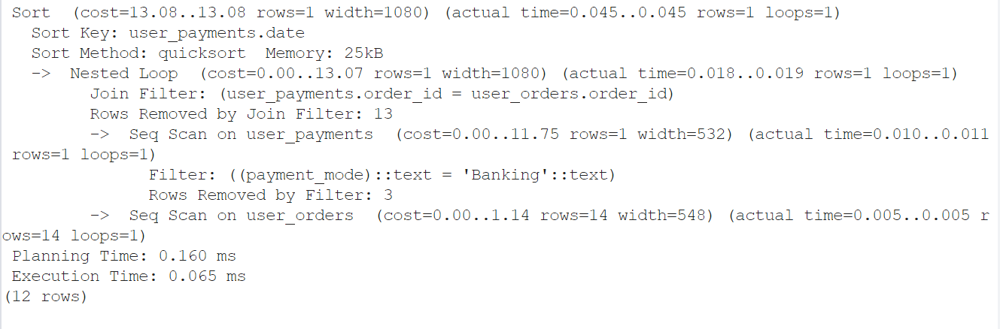 Sort  (cost=13.08..13.08 rows=1 width=1080) (actual time=0.045..0.045 rows=1 loops=1)
  Sort Key: user_payments.date
  Sort Method: quicksort  Memory: 25kB
  ->  Nested Loop  (cost=0.00..13.07 rows=1 width=1080) (actual time=0.018..0.019 rows=1 loops=1)
        Join Filter: (user_payments.order_id = user_orders.order_id)
        Rows Removed by Join Filter: 13
        ->  Seq Scan on user_payments  (cost=0.00..11.75 rows=1 width=532) (actual time=0.010..0.011
rows=1 loops=1)
              Filter: ((payment_mode)::text = 'Banking'::text)
              Rows Removed by Filter: 3
        ->  Seq Scan on user_orders  (cost=0.00..1.14 rows=14 width=548) (actual time=0.005..0.005 r
ows=14 loops=1)
Planning Time: 0.160 ms
Execution Time: 0.065 ms
(12 rows)